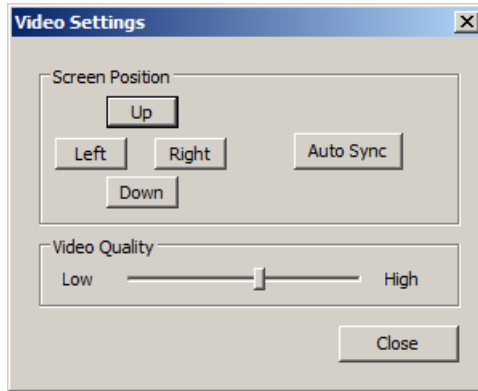 Video Settings
Screen Position
Up
Left Right Auto Sync
Down
Video Quality
Low High
Close